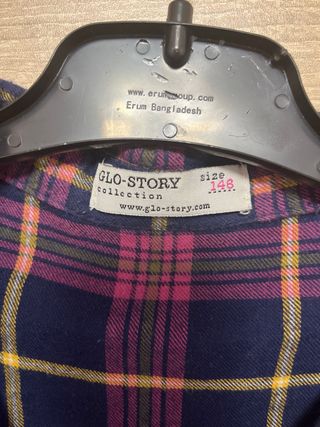 www.erumgroup.com
Erum Bangladesh
GLO-STORY size
collection 146
www.glo-story.com